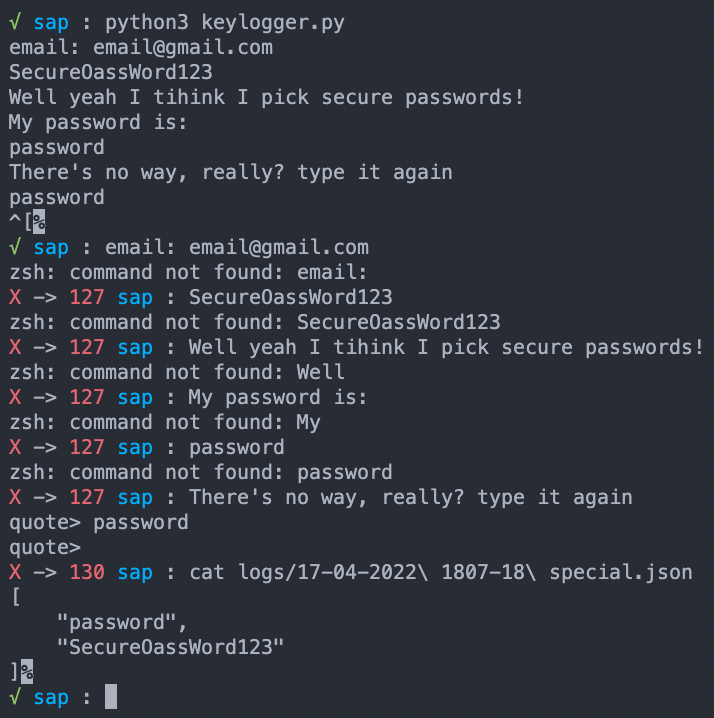 √ sap : python3 keylogger.py
email: email@gmail.com
SecureOassWord123
Well yeah I tihink I pick secure passwords!
My password is:
password
There's no way, really? type it again
password
^[%
√ sap : email: email@gmail.com
zsh: command not found: email:
X -> 127 sap : SecureOassWord123
zsh: command not found: SecureOassWord123
X -> 127 sap : Well yeah I tihink I pick secure passwords!
zsh: command not found: Well
X -> 127 sap : My password is:
zsh: command not found: My
X -> 127 sap : password
zsh: command not found: password
X -> 127 sap : There's no way, really? type it again
quote> password
quote>
X -> 130 sap : cat logs/17-04-2022\ 1807-18\ special.json
[
    "password",
    "SecureOassWord123"
]%
√ sap :